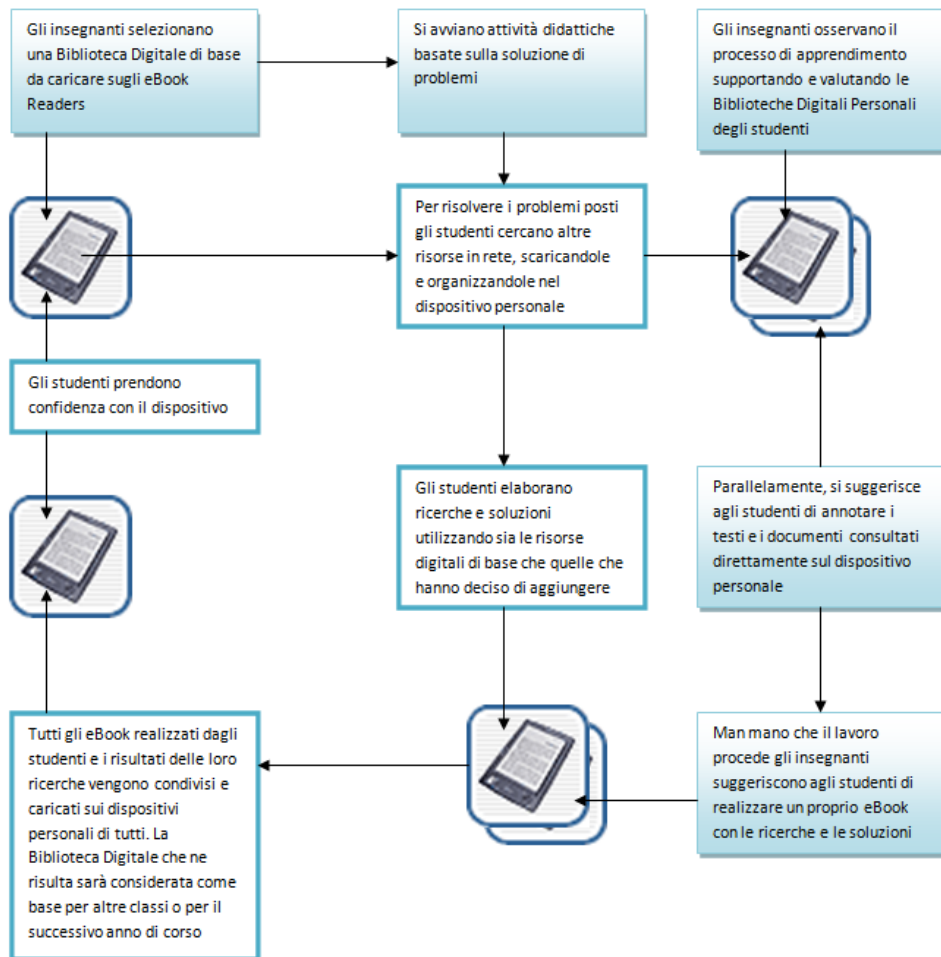 Gli insegnanti selezionano
una Biblioteca Digitale di base
da caricare sugli eBook
Readers
Si avviano attività didattiche
basate sulla soluzione di
problemi
Gli insegnanti osservano il
processo di apprendimento
supportando e valutando le
Biblioteche Digitali Personali
degli studenti
Per risolvere i problemi posti
gli studenti cercano altre
risorse in rete, scaricandole
e organizzandole nel
dispositivo personale
Gli studenti prendono
confidenza con il dispositivo
Gli studenti elaborano
ricerche e soluzioni
utilizzando sia le risorse
digitali di base che quelle che
hanno deciso di aggiungere
Parallelamente, si suggerisce
agli studenti di annotare i
testi e i documenti consultati
direttamente sul dispositivo
personale
Tutti gli eBook realizzati dagli
studenti e i risultati delle loro
ricerche vengono condivisi e
caricati sui dispositivi
personali di tutti. La
Biblioteca Digitale che ne
risulta sarà considerata come
base per altre classi o per il
successivo anno di corso
Man mano che il lavoro
procede gli insegnanti
suggeriscono agli studenti di
realizzare un proprio eBook
con le ricerche e le soluzioni